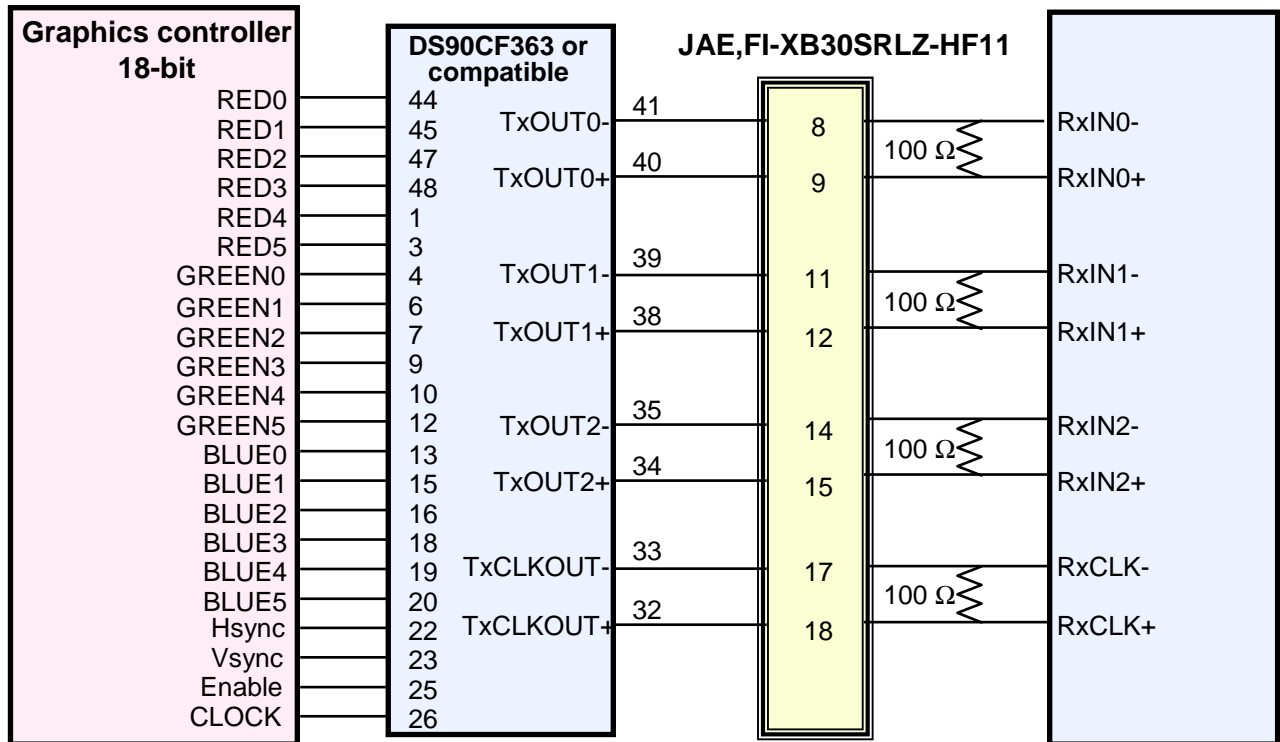 Graphics controller
18-bit
RED0
RED1
RED2
RED3
RED4
RED5
GREEN0
GREEN1
GREEN2
GREEN3
GREEN4
GREEN5
BLUE0
BLUE1
BLUE2
BLUE3
BLUE4
BLUE5
Hsync
Vsync
Enable
CLOCK
DS90CF363 or
compatible
44
45
47
48
1
3
4
6
7
9
10
12
13
15
16
18
19
20
22
23
25
26
TxOUT0-
TxOUT0+
TxOUT1-
TxOUT1+
TxOUT2-
TxOUT2+
TxCLKOUT-
TxCLKOUT+
41
40
39
38
35
34
33
32
JAE,FI-XB30SRLZ-HF11
8
9
11
12
14
15
17
18
100 Ω
100 Ω
100 Ω
100 Ω
RxIN0-
RxIN0+
RxIN1-
RxIN1+
RxIN2-
RxIN2+
RxCLK-
RxCLK+